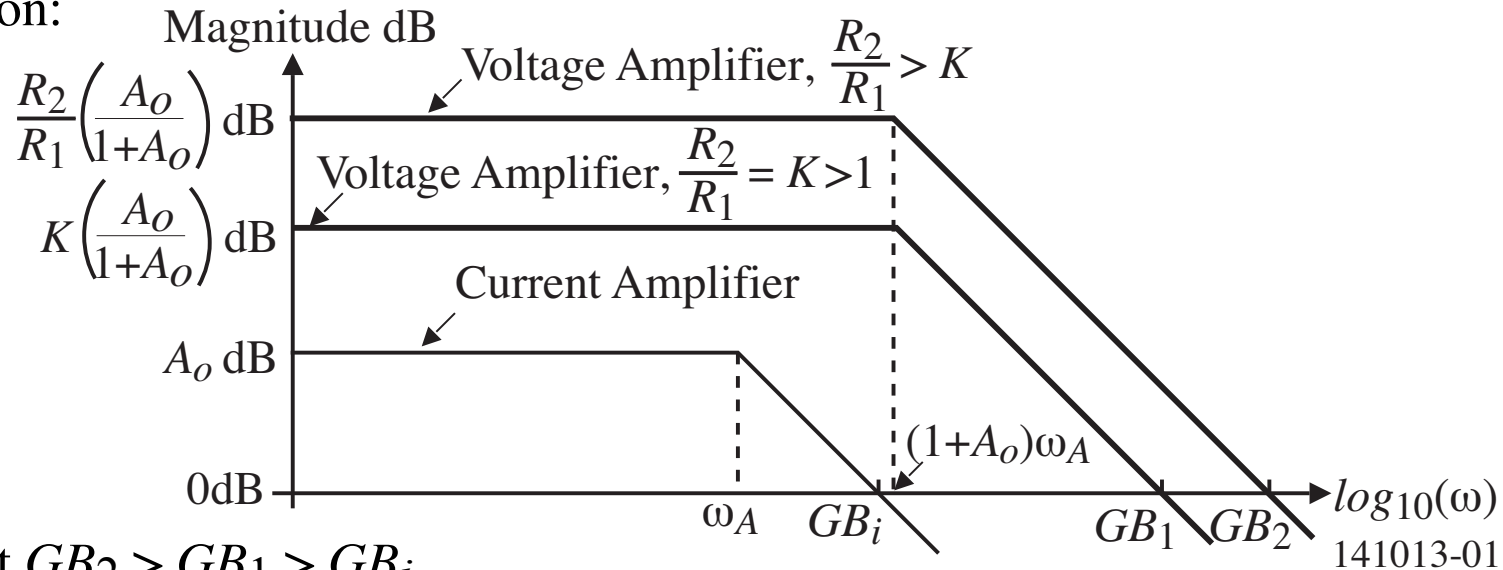 on:
Magnitude dB
Voltage Amplifier, R2/R1 > K
R2/R1 (Ao/1+Ao) dB
Voltage Amplifier, R2/R1 = K>1
K (Ao/1+Ao) dB
Current Amplifier
Ao dB
(1+Ao)ωA
0dB
ωA GBi GB1 GB2 log10(ω)
141013-01
t GB2 > GB1 > GBi